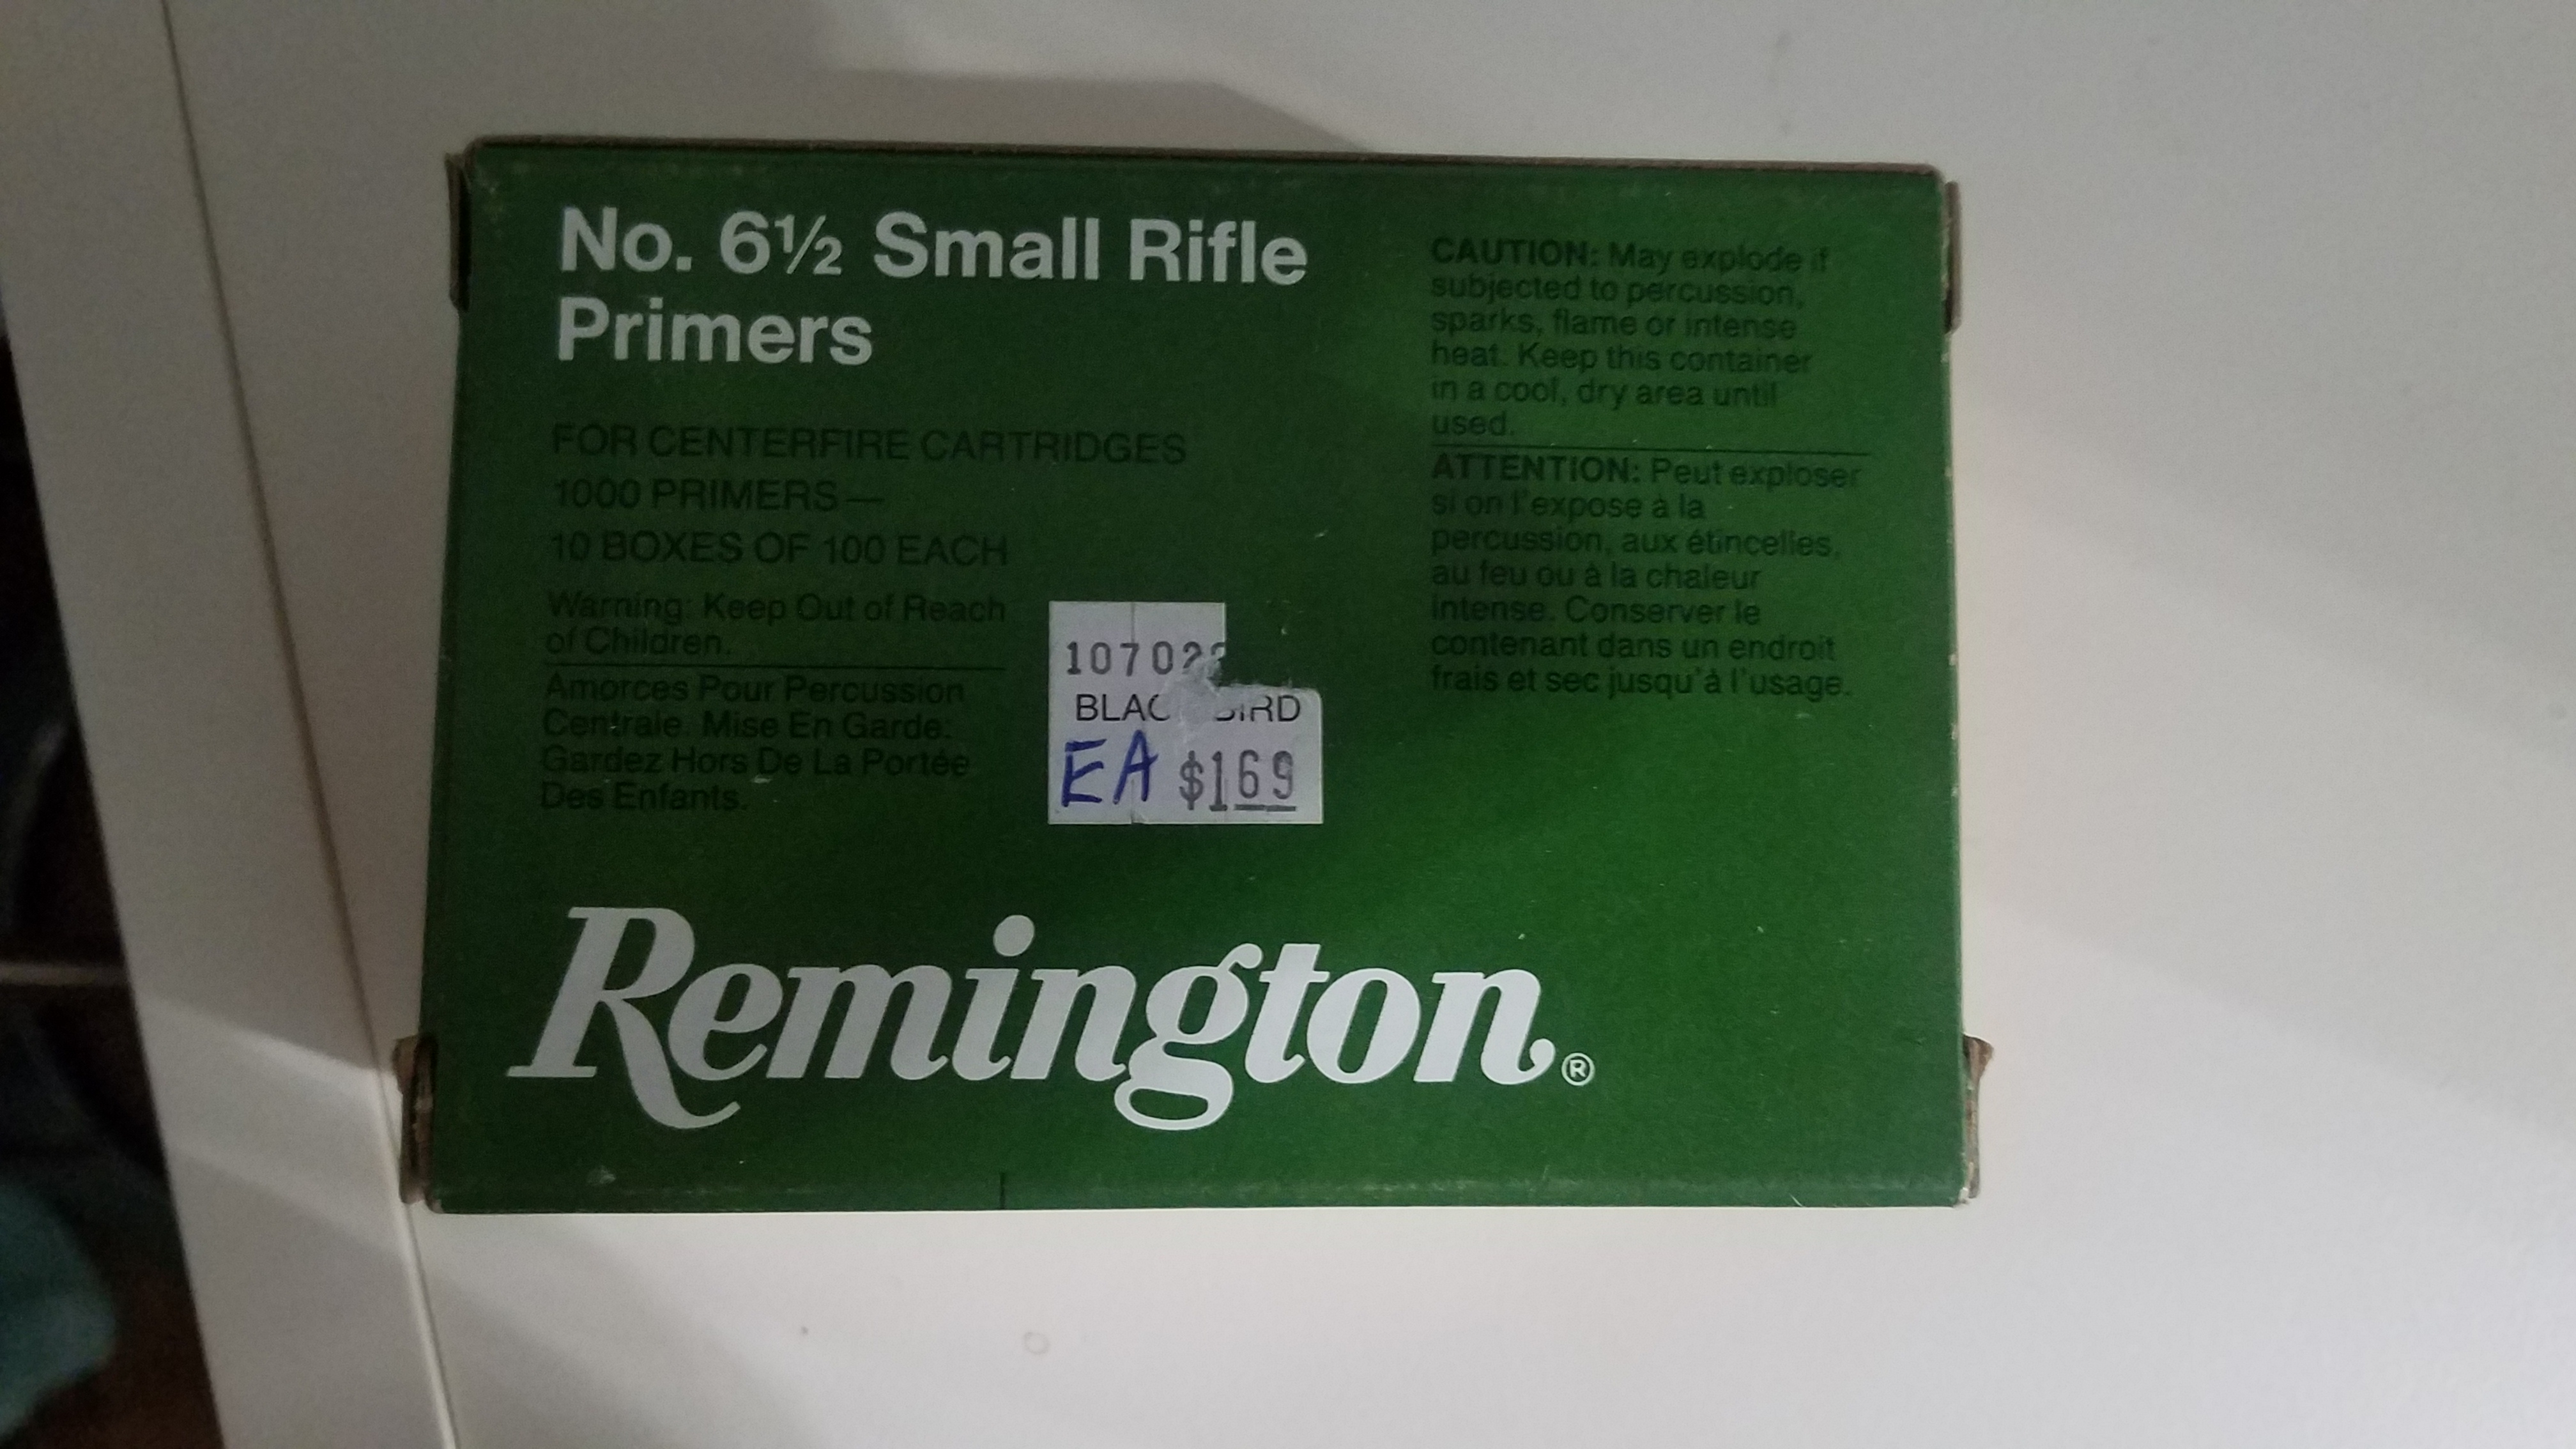 No. 6½ Small Rifle
Primers
FOR CENTERFIRE CARTRIDGES
1000 PRIMERS—
10 BOXES OF 100 EACH
Warning: Keep Out of Reach
of Children.
Amorces Pour Percussion
Centrale. Mise En Garde:
Gardez Hors De La Portée
Des Enfants.
CAUTION: May explode if
subjected to percussion,
sparks, flame or intense
heat. Keep this container
in a cool, dry area until
used.
ATTENTION: Peut exploser
si on l'expose à la
percussion, aux étincelles,
au feu ou à la chaleur
intense. Conserver le
contenant dans un endroit
frais et sec jusqu'à l'usage.
EA $1.69
Remington®